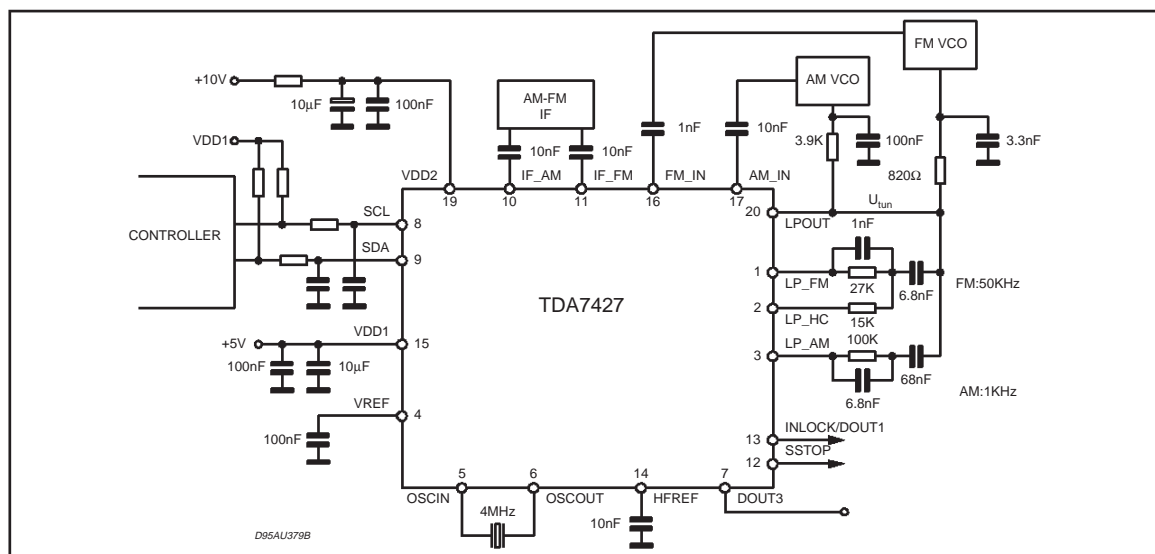 FM VCO
AM VCO
+10V
10µF
100nF
AM-FM
IF
1nF
10nF
3.9K
100nF
3.3nF
VDD1
10nF
10nF
820Ω
VDD2
IF_AM
IF_FM
FM_IN
AM_IN
19
10
11
16
17
Utun
20
LPOUT
SCL
8
1nF
CONTROLLER
SDA
9
1
LP_FM
27K
6.8nF
FM:50KHz
TDA7427
2
LP_HC
15K
VDD1
+5V
15
LP_AM
100K
3
100nF
10µF
68nF
6.8nF
AM:1KHz
VREF
4
100nF
INLOCK/DOUT1
13
SSTOP
12
5
6
14
7
OSCIN
OSCOUT
HFREF
DOUT3
4MHz
10nF
D95AU379B